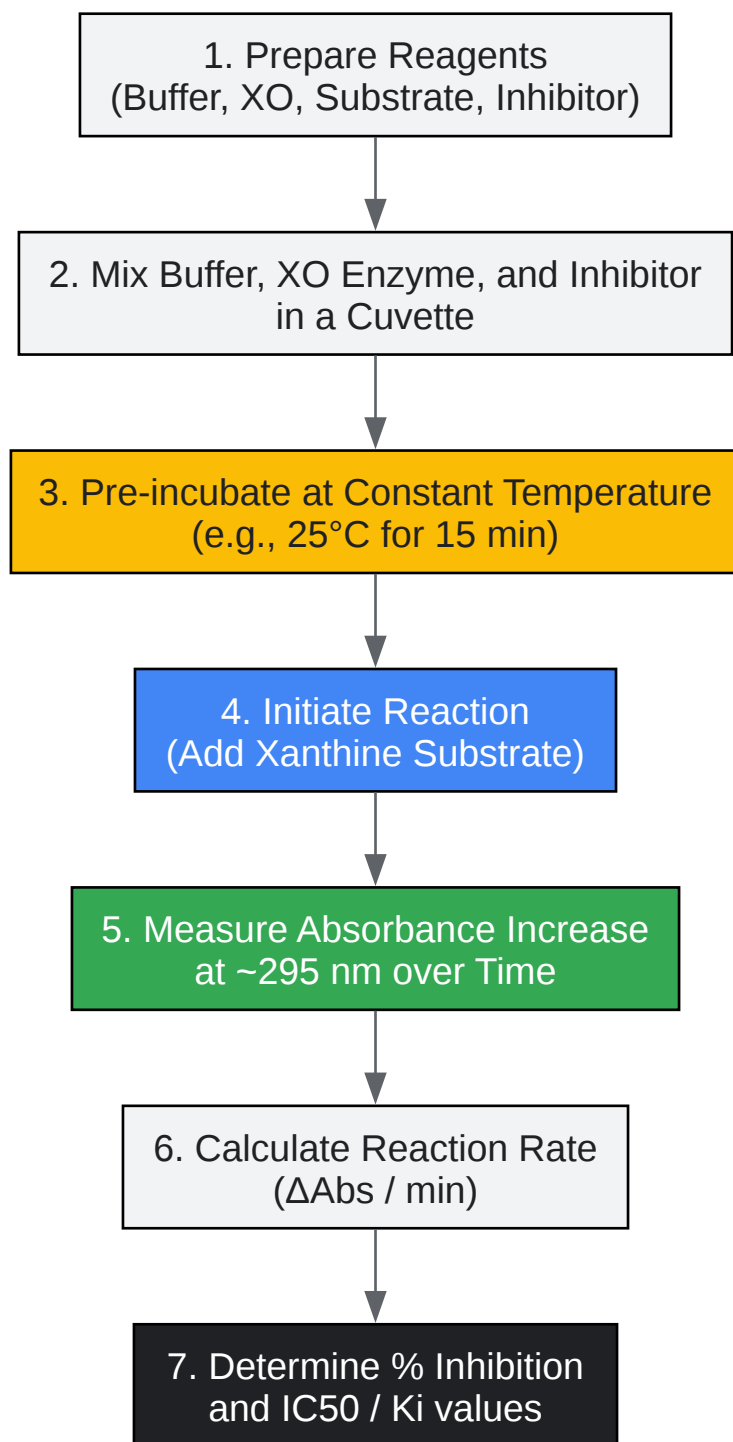 1. Prepare Reagents
(Buffer, XO, Substrate, Inhibitor)
2. Mix Buffer, XO Enzyme, and Inhibitor
in a Cuvette
3. Pre-incubate at Constant Temperature
(e.g., 25°C for 15 min)
4. Initiate Reaction
(Add Xanthine Substrate)
5. Measure Absorbance Increase
at ~295 nm over Time
6. Calculate Reaction Rate
(ΔAbs / min)
7. Determine % Inhibition
and IC50 / Ki values